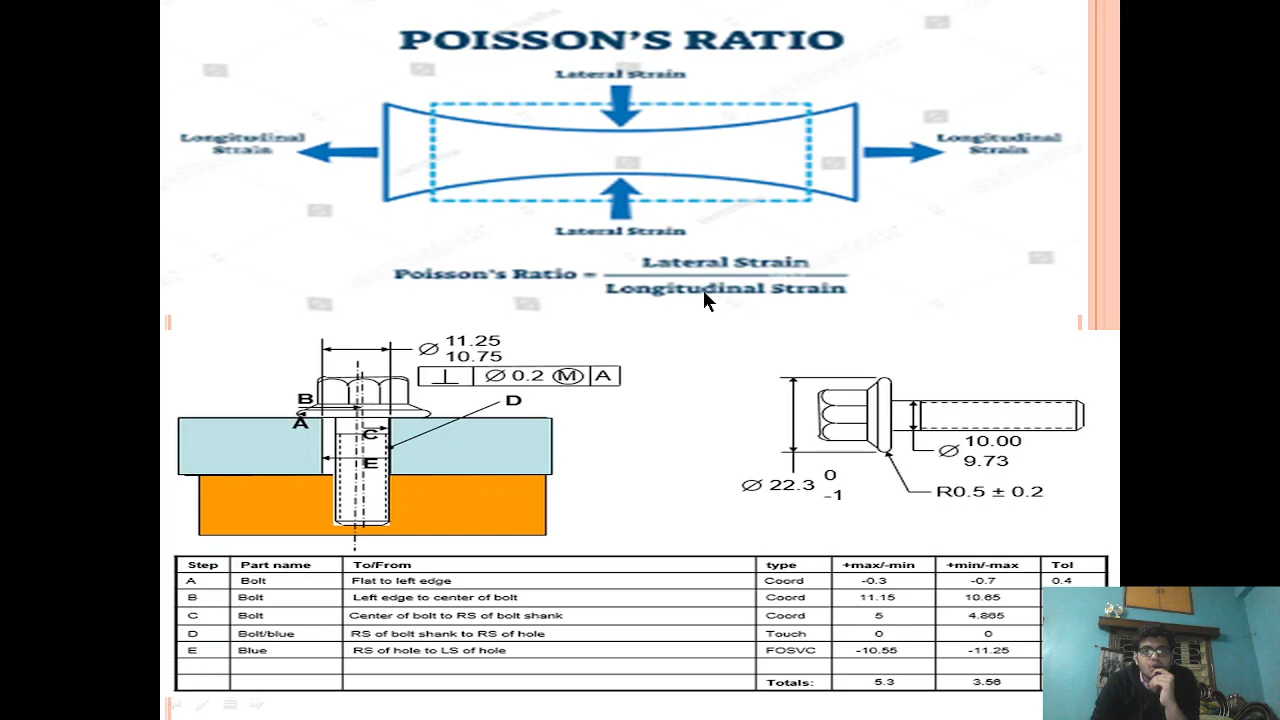 POISSON'S RATIO
Lateral Strain
Longitudinal Strain
Longitudinal Strain
Lateral Strain
Poisson's Ratio = Lateral Strain
Longitudinal Strain
11.25
Ø
10.75
⊥ Ø 0.2 Ⓜ A
B
A
C
D
E
10.00
Ø
9.73
Ø 22.3 0
-1
R0.5 ± 0.2
Step Part name To/From type +max/-min +min/-max Tol
A Bolt Flat to left edge Coord -0.3 -0.7 0.4
B Bolt Left edge to center of bolt Coord 11.15 10.65
C Bolt Center of bolt to RS of bolt shank Coord 5 4.865
D Bolt/blue RS of bolt shank to RS of hole Touch 0 0
E Blue RS of hole to LS of hole FOSVC -10.55 -11.25
Totals: 5.3 3.56